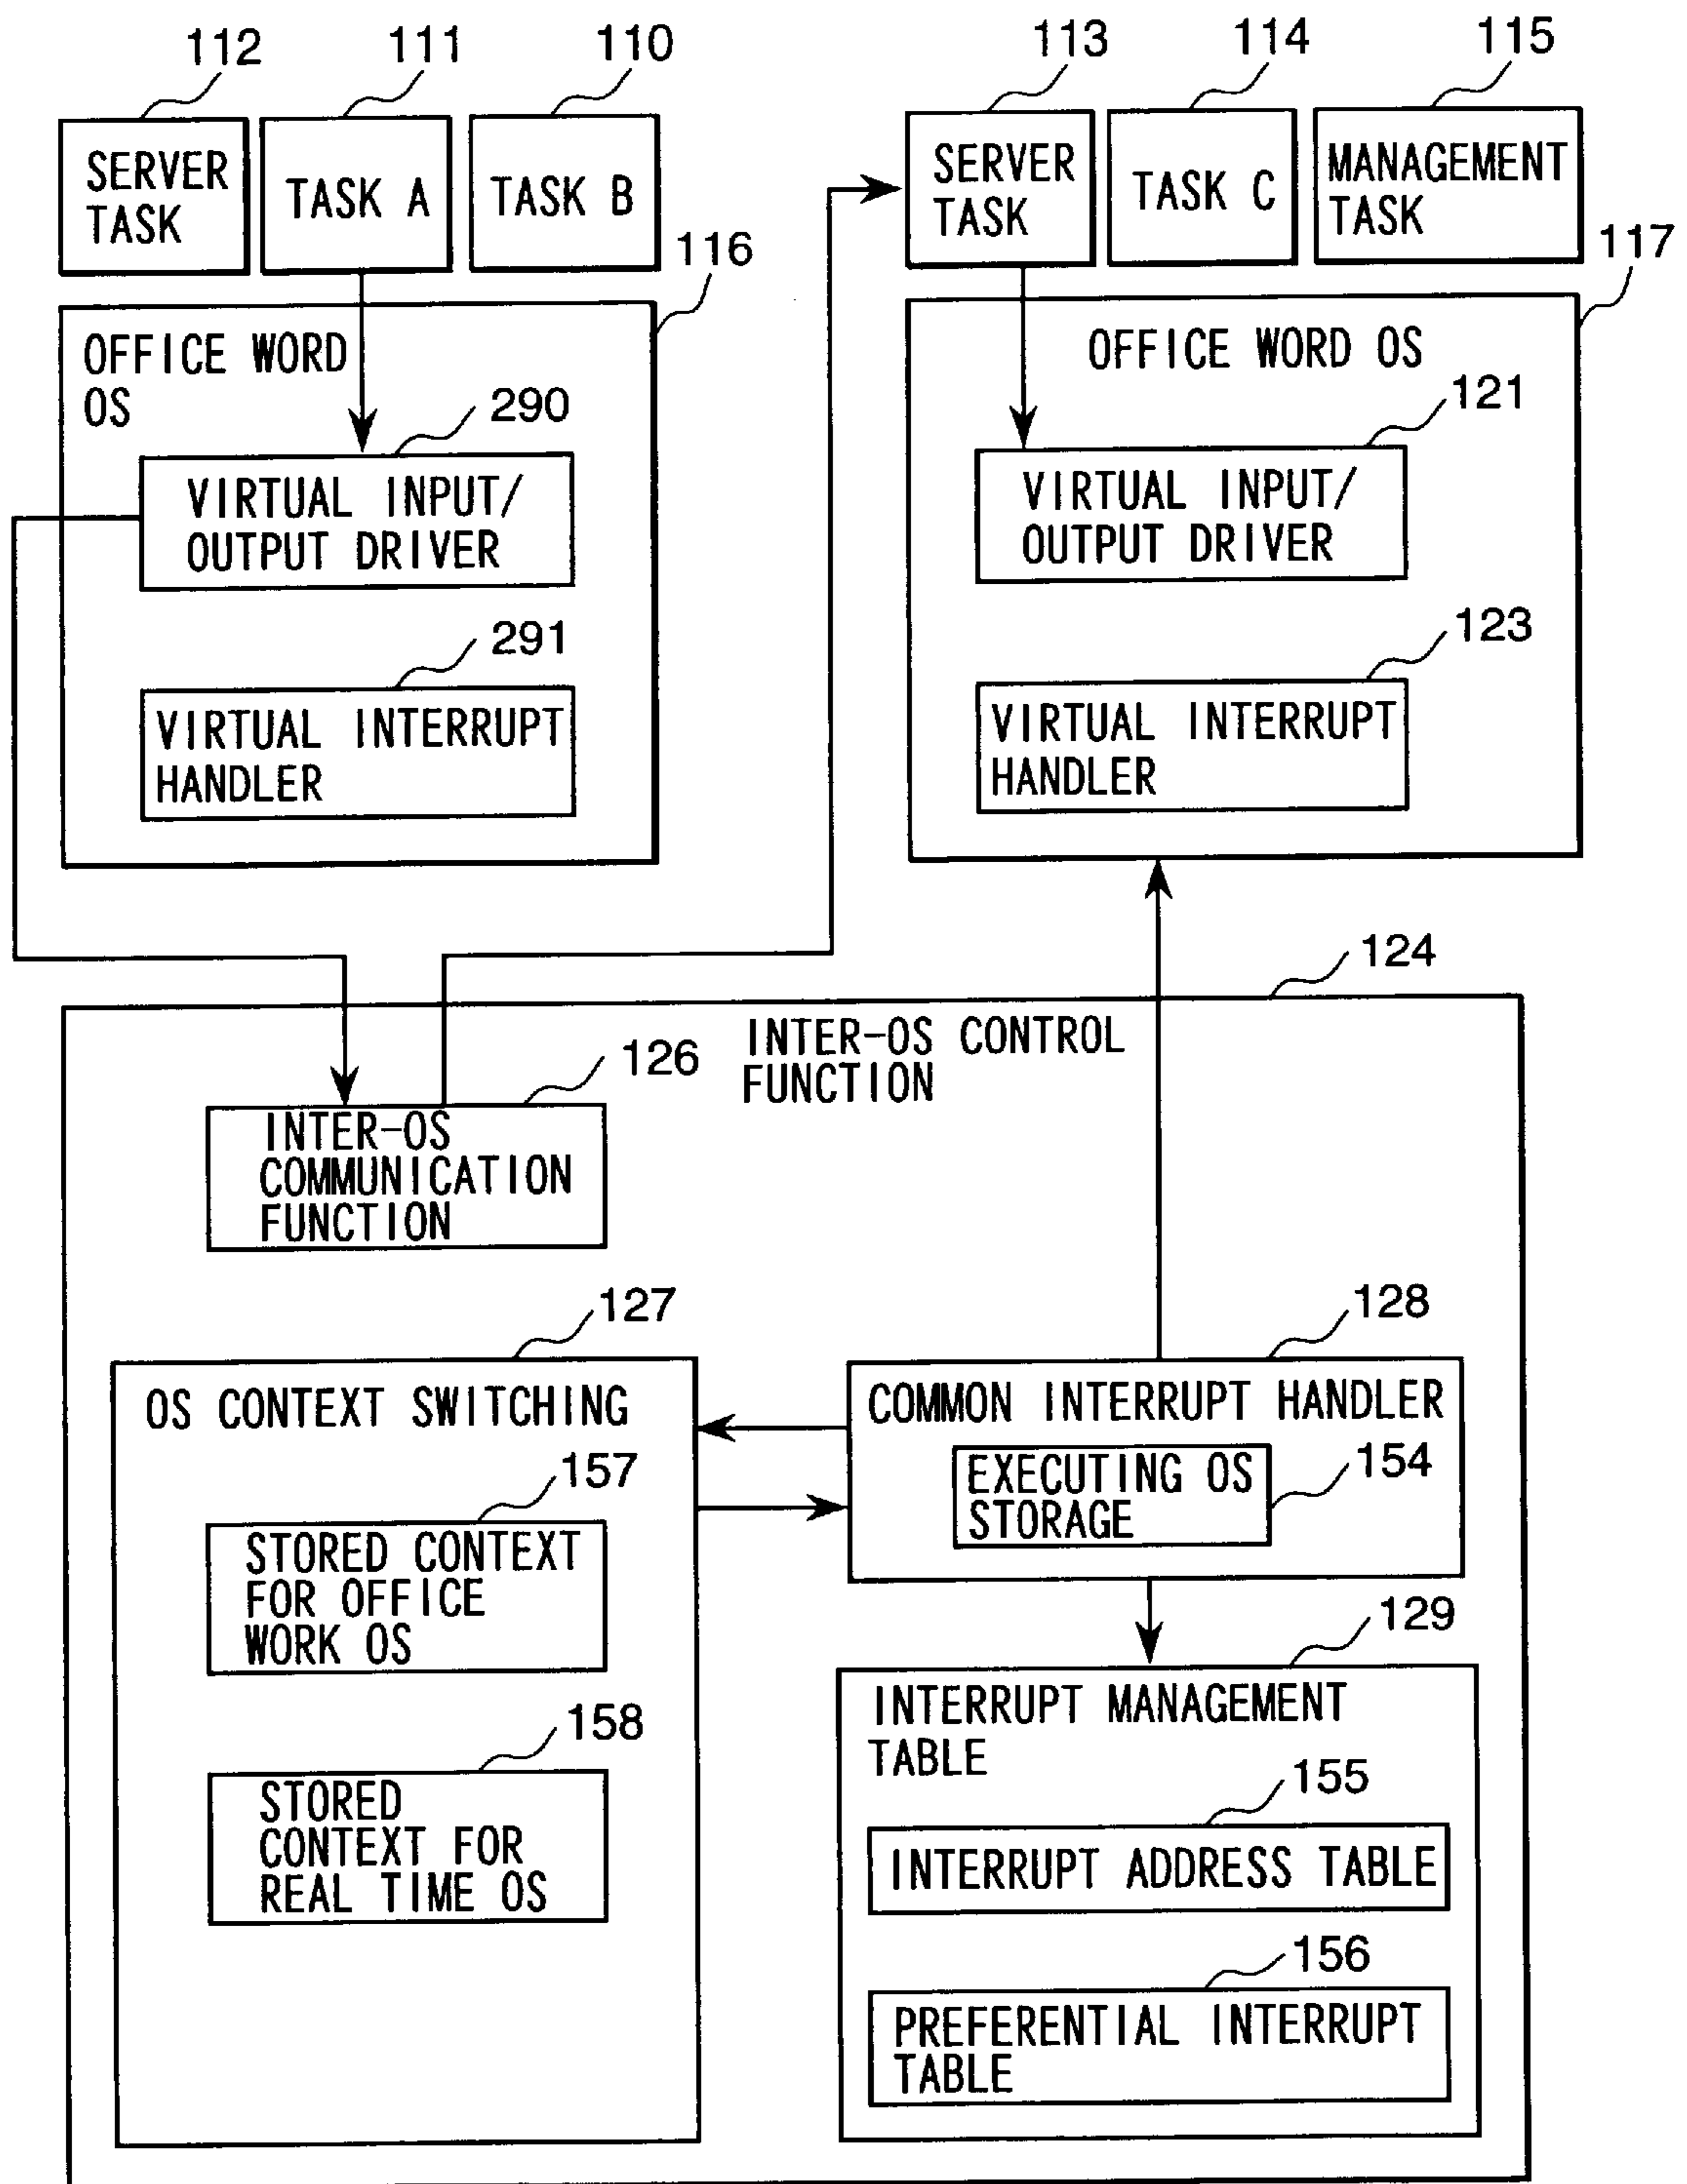 112
111
110
113
114
115
SERVER
TASK
TASK A
TASK B
SERVER
TASK
TASK C
MANAGEMENT
TASK
116
117
OFFICE WORD
OS
290
VIRTUAL INPUT/
OUTPUT DRIVER
291
VIRTUAL INTERRUPT
HANDLER
OFFICE WORD OS
121
VIRTUAL INPUT/
OUTPUT DRIVER
123
VIRTUAL INTERRUPT
HANDLER
124
INTER-OS CONTROL
FUNCTION
126
INTER-OS
COMMUNICATION
FUNCTION
127
OS CONTEXT SWITCHING
157
STORED CONTEXT
FOR OFFICE
WORK OS
158
STORED
CONTEXT FOR
REAL TIME OS
128
COMMON INTERRUPT HANDLER
EXECUTING OS
STORAGE
154
129
INTERRUPT MANAGEMENT
TABLE
155
INTERRUPT ADDRESS TABLE
156
PREFERENTIAL INTERRUPT
TABLE